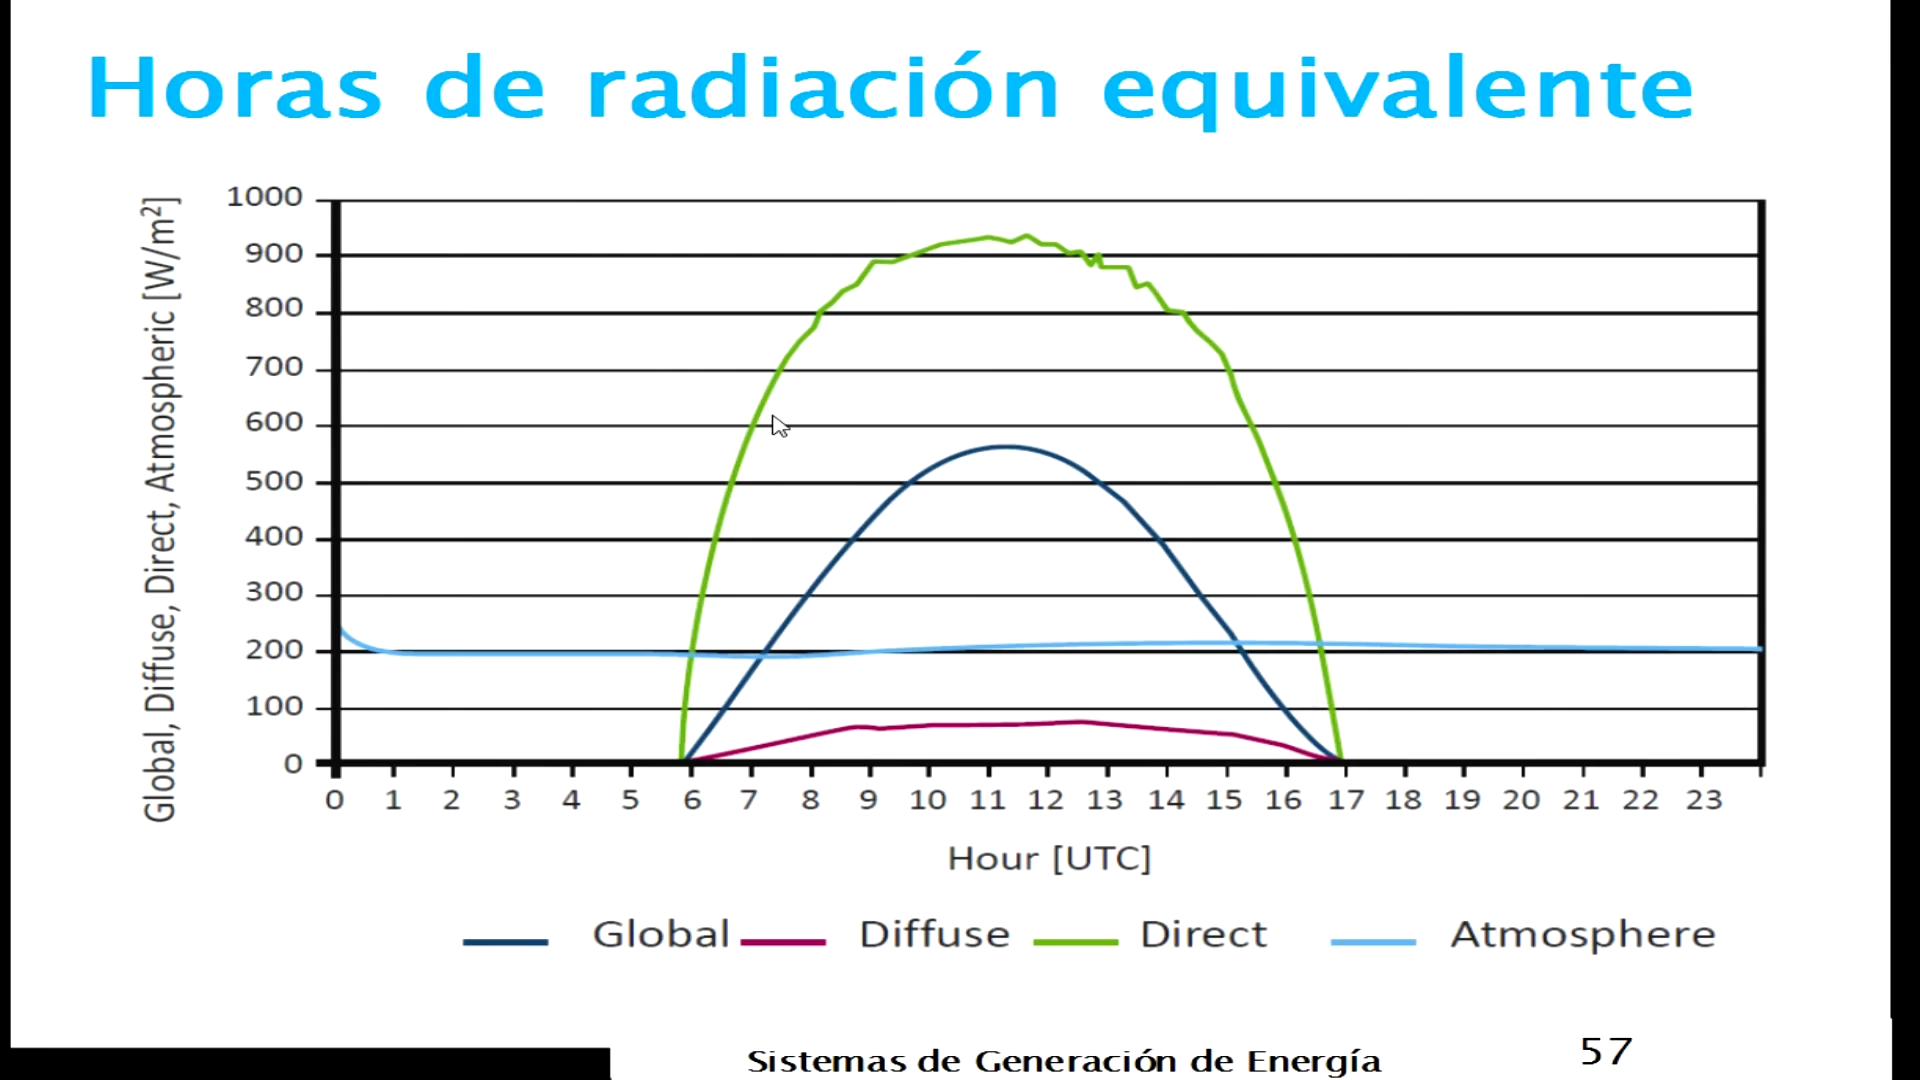 Horas de radiación equivalente
Global, Diffuse, Direct, Atmospheric [W/m²]
1000
900
800
700
600
500
400
300
200
100
0
0 1 2 3 4 5 6 7 8 9 10 11 12 13 14 15 16 17 18 19 20 21 22 23
Hour [UTC]
Global Diffuse Direct Atmosphere
Sistemas de Generación de Energía
57